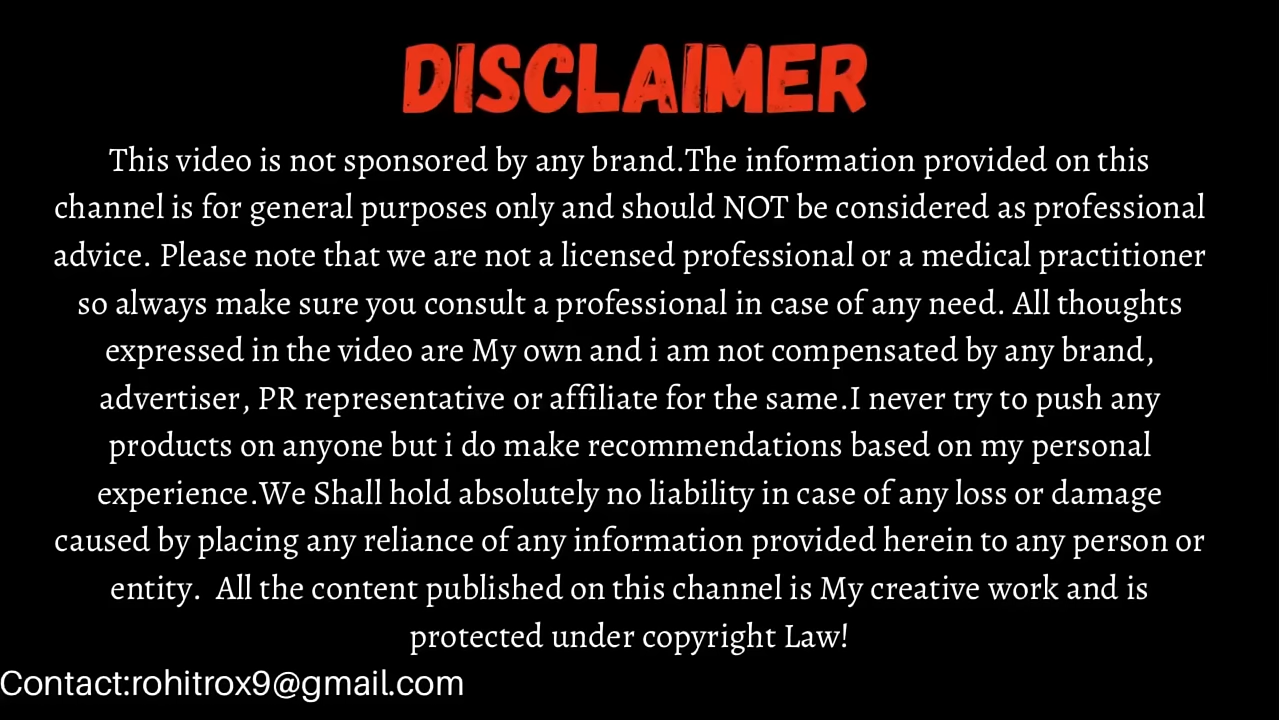 DISCLAIMER
This video is not sponsored by any brand.The information provided on this
channel is for general purposes only and should NOT be considered as professional
advice. Please note that we are not a licensed professional or a medical practitioner
so always make sure you consult a professional in case of any need. All thoughts
expressed in the video are My own and i am not compensated by any brand,
advertiser, PR representative or affiliate for the same.I never try to push any
products on anyone but i do make recommendations based on my personal
experience.We Shall hold absolutely no liability in case of any loss or damage
caused by placing any reliance of any information provided herein to any person or
entity.  All the content published on this channel is My creative work and is
protected under copyright Law!
Contact:rohitrox9@gmail.com